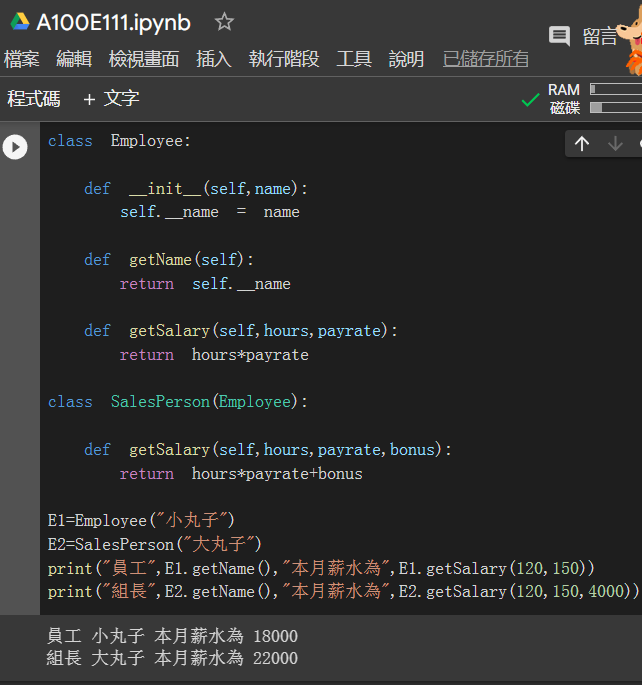 A100E111.ipynb
留言
檔案 編輯 檢視畫面 插入 執行階段 工具 說明 已儲存所有
程式碼 + 文字
RAM
磁碟
class Employee:
def __init__(self,name):
self.__name = name
def getName(self):
return self.__name
def getSalary(self,hours,payrate):
return hours*payrate
class SalesPerson(Employee):
def getSalary(self,hours,payrate,bonus):
return hours*payrate+bonus
E1=Employee("小丸子")
E2=SalesPerson("大丸子")
print("員工",E1.getName(),"本月薪水為",E1.getSalary(120,150))
print("組長",E2.getName(),"本月薪水為",E2.getSalary(120,150,4000))
員工 小丸子 本月薪水為 18000
組長 大丸子 本月薪水為 22000